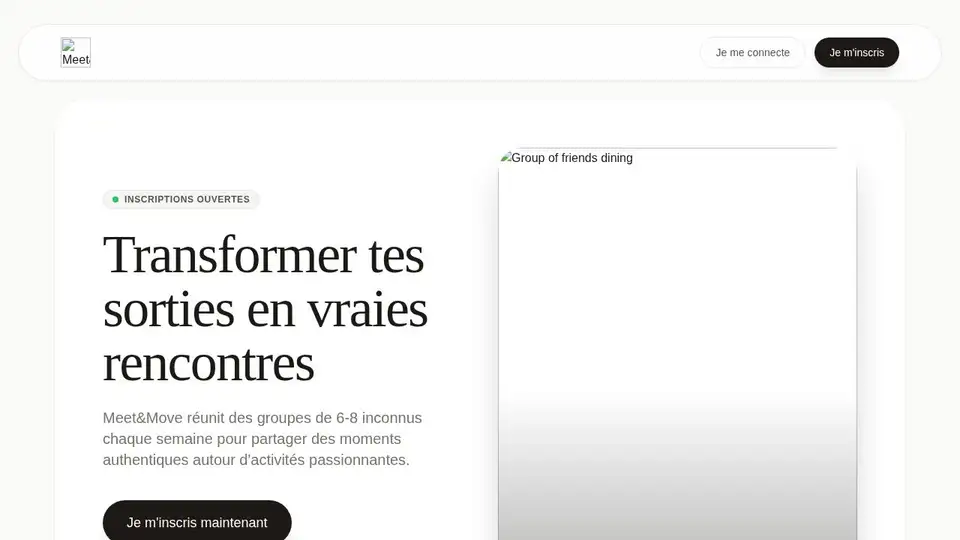 Meet
Je me connecte
Je m'inscris
Group of friends dining
INSCRIPTIONS OUVERTES
Transformer tes
sorties en vraies
rencontres
Meet&Move réunit des groupes de 6-8 inconnus
chaque semaine pour partager des moments
authentiques autour d'activités passionnantes.
Je m'inscris maintenant